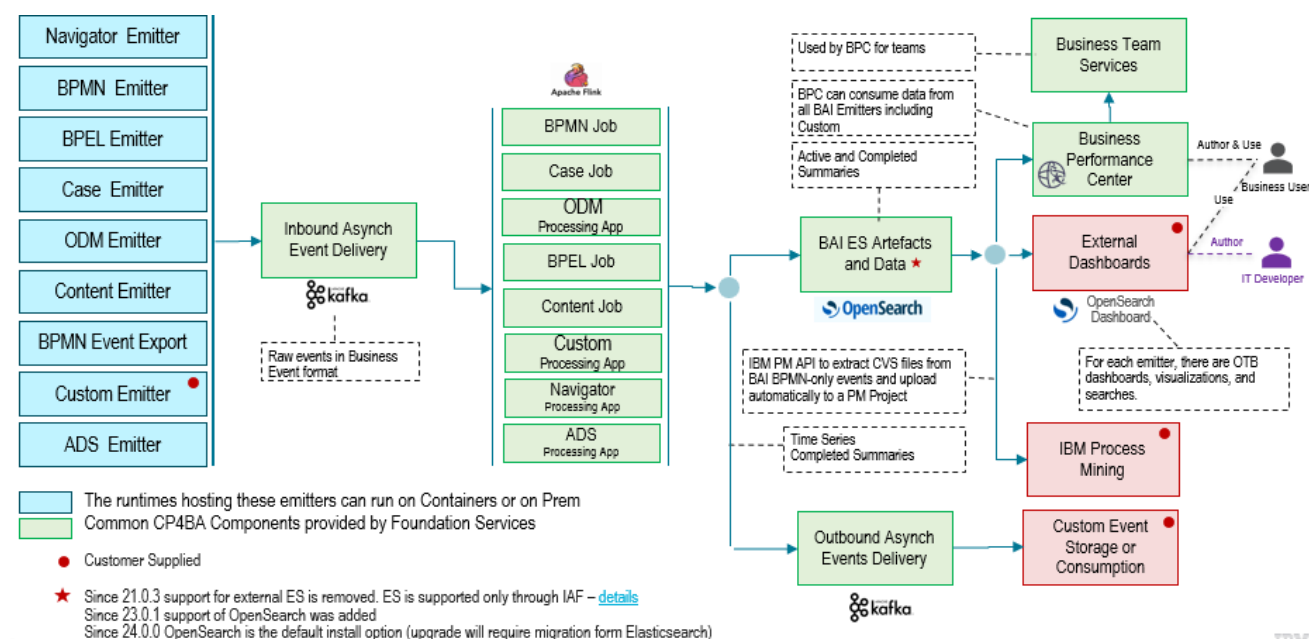 Navigator Emitter
BPMN Emitter
BPEL Emitter
Case Emitter
ODM Emitter
Content Emitter
BPMN Event Export
Custom Emitter
ADS Emitter
Inbound Asynch
Event Delivery
kafka
Raw events in Business
Event format
Apache Flink
BPMN Job
Case Job
ODM
Processing App
BPEL Job
Content Job
Custom
Processing App
Navigator
Processing App
ADS
Processing App
Used by BPC for teams
BPC can consume data from
all BAI Emitters including
Custom
Active and Completed
Summaries
BAI ES Artefacts
and Data ★
OpenSearch
IBM PM API to extract CVS files from
BAI BPMN-only events and upload
automatically to a PM Project
Time Series
Completed Summaries
Outbound Asynch
Events Delivery
kafka
Business Team
Services
Business
Performance
Center
Author & Use
Business User
Use
External
Dashboards
Author
IT Developer
OpenSearch
Dashboard
For each emitter, there are OTB
dashboards, visualizations, and
searches.
IBM Process
Mining
Custom Event
Storage or
Consumption
The runtimes hosting these emitters can run on Containers or on Prem
Common CP4BA Components provided by Foundation Services
Customer Supplied
★ Since 21.0.3 support for external ES is removed. ES is supported only through IAF – details
Since 23.0.1 support of OpenSearch was added
Since 24.0.0 OpenSearch is the default install option (upgrade will require migration form Elasticsearch)